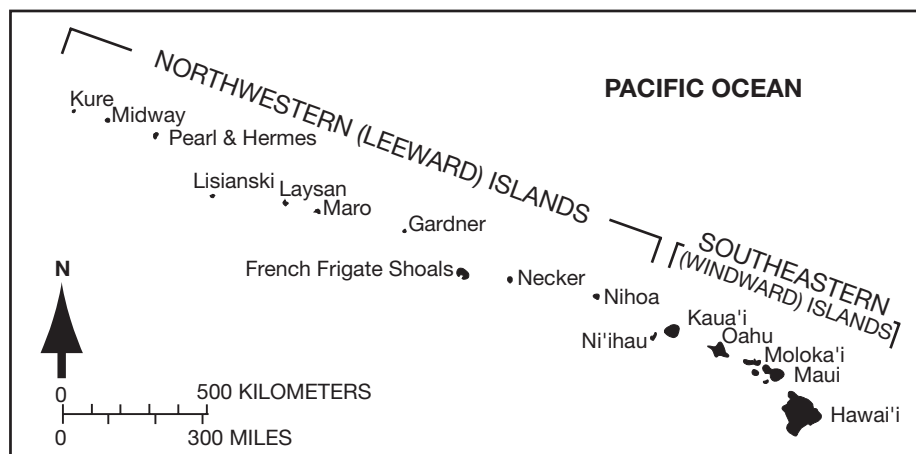 PACIFIC OCEAN
NORTHWESTERN (LEEWARD) ISLANDS
Kure
Midway
Pearl & Hermes
Lisianski
Laysan
Maro
Gardner
SOUTHEASTERN
(WINDWARD) ISLANDS
N
French Frigate Shoals
Necker
Nihoa
Ni'ihau
Kaua'i
Oahu
Moloka'i
Maui
Hawai'i
0 500 KILOMETERS
0 300 MILES